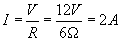 I = V/R = 12V/6Ω = 2A